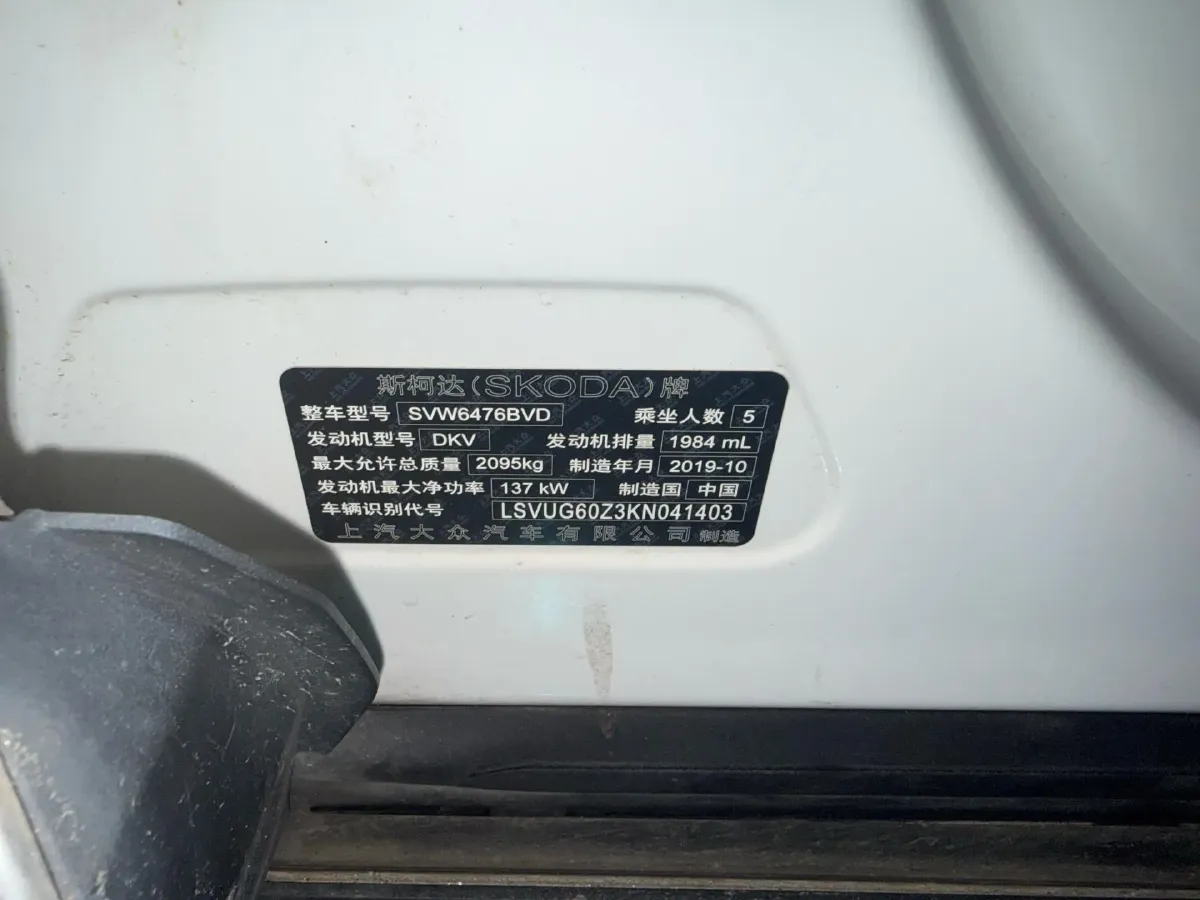 斯柯达(SKODA)牌
整车型号 SVW6476BVD 乘坐人数 5
发动机型号 DKV 发动机排量 1984 mL
最大允许总质量 2095kg 制造年月 2019-10
发动机最大净功率 137 kW 制造国 中国
车辆识别代号 LSVUG60Z3KN041403
上汽大众汽车有限公司 制造